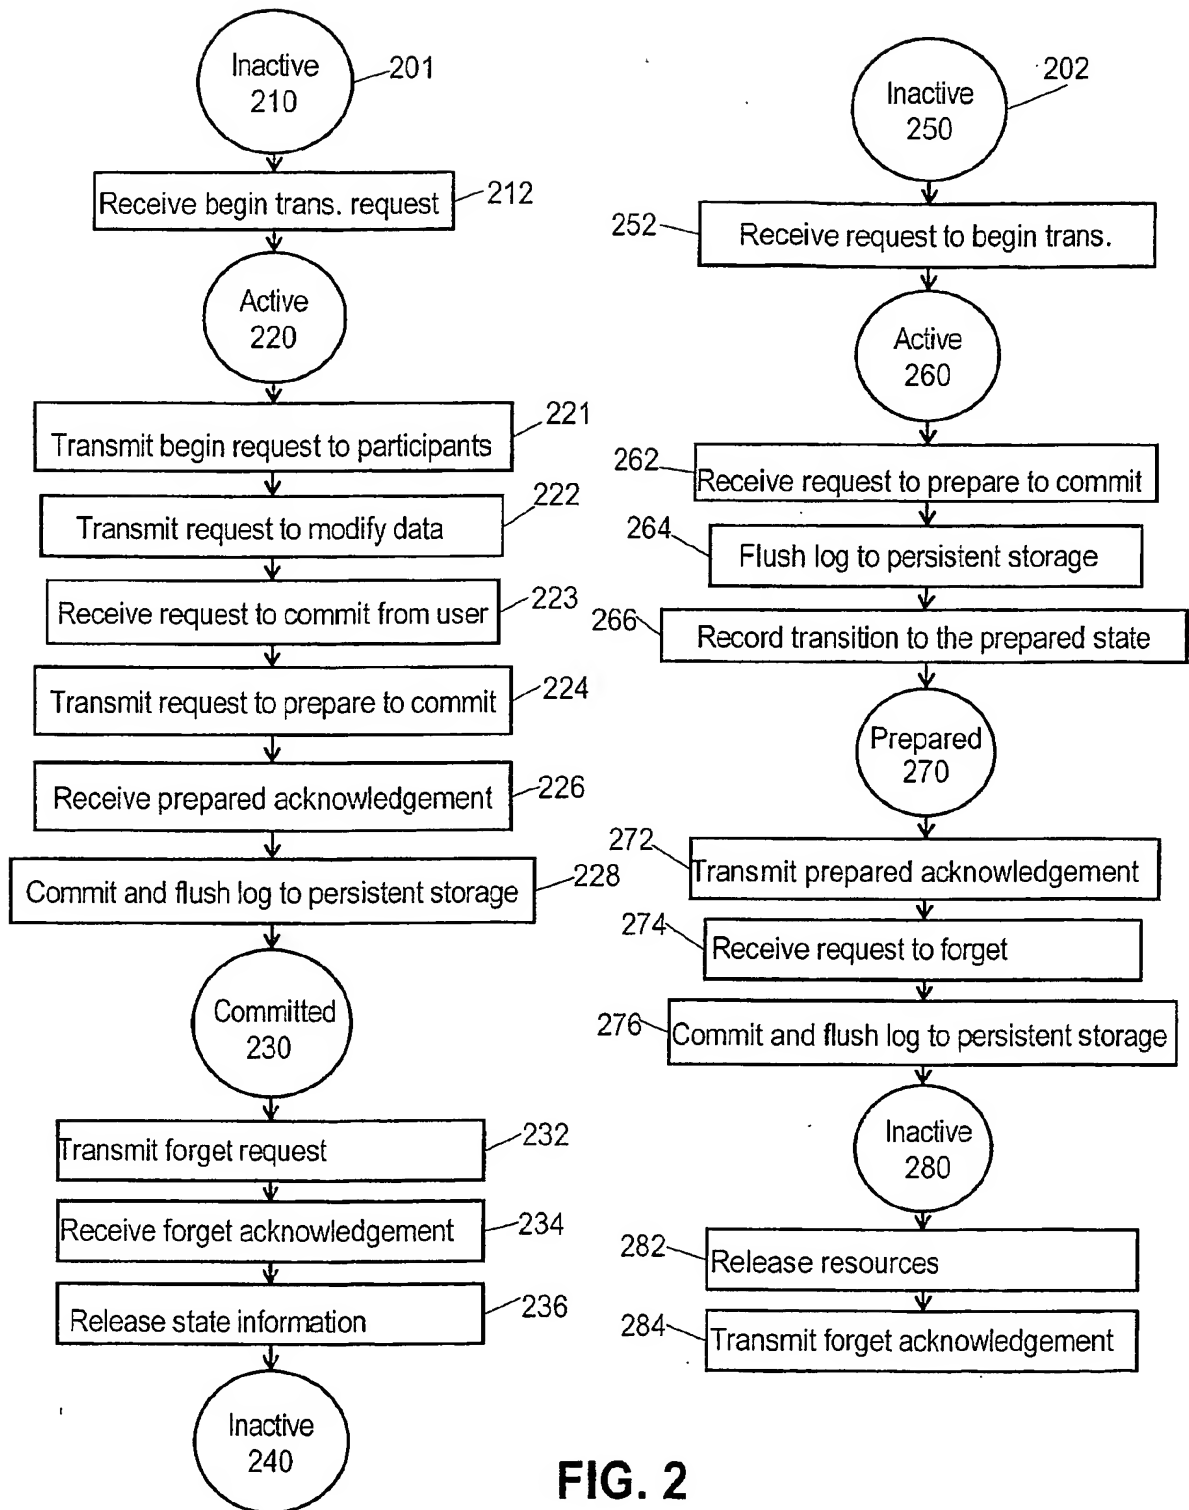 Inactive
210
201
Receive begin trans. request
212
Active
220
Transmit begin request to participants
221
Transmit request to modify data
222
Receive request to commit from user
223
Transmit request to prepare to commit
224
Receive prepared acknowledgement
226
Commit and flush log to persistent storage
228
Committed
230
Transmit forget request
232
Receive forget acknowledgement
234
Release state information
236
Inactive
240
Inactive
250
202
252
Receive request to begin trans.
Active
260
262
Receive request to prepare to commit
264
Flush log to persistent storage
266
Record transition to the prepared state
Prepared
270
272
Transmit prepared acknowledgement
274
Receive request to forget
276
Commit and flush log to persistent storage
Inactive
280
282
Release resources
284
Transmit forget acknowledgement
FIG. 2